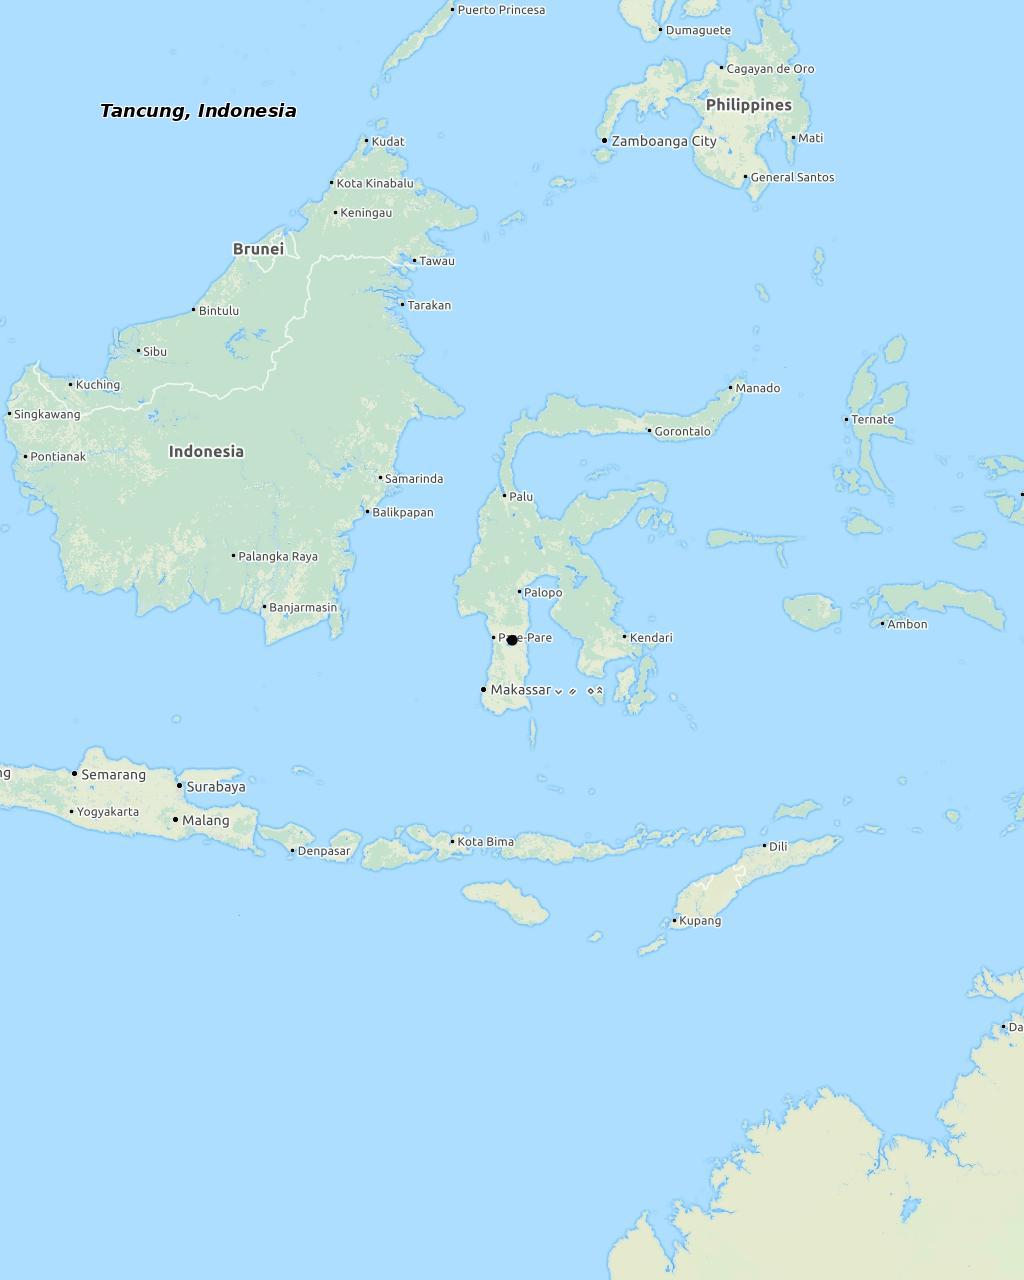 Puerto Princesa
Dumaguete
Cagayan de Oro
Tancung, Indonesia
Philippines
Kudat
Zamboanga City
Mati
Kota Kinabalu
General Santos
Keningau
Brunei
Tawau
Tarakan
Bintulu
Sibu
Kuching
Manado
Singkawang
Ternate
Gorontalo
Indonesia
Pontianak
Samarinda
Palu
Balikpapan
Palangka Raya
Palopo
Banjarmasin
Ambon
Pare-Pare
Kendari
Makassar
ng
Semarang
Surabaya
Yogyakarta
Malang
Kota Bima
Dili
Denpasar
Kupang
Da